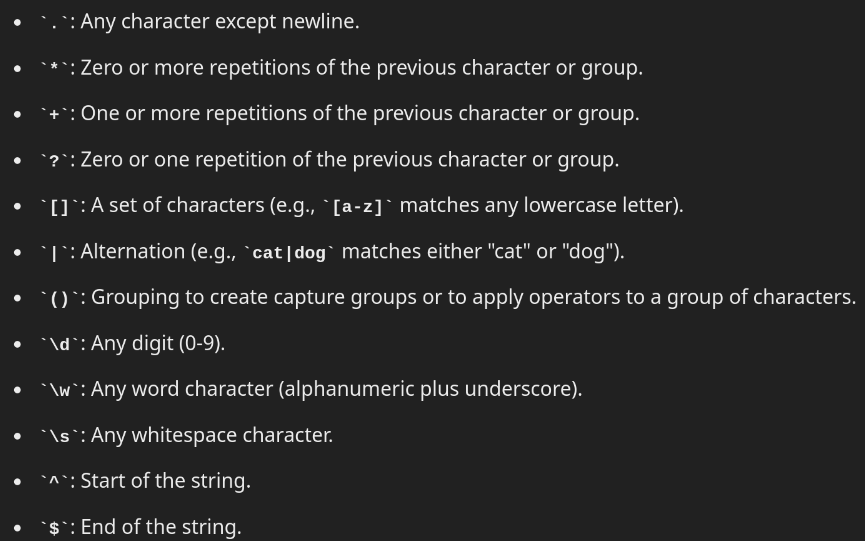 • `.`: Any character except newline.
• `*`: Zero or more repetitions of the previous character or group.
• `+`: One or more repetitions of the previous character or group.
• `?`: Zero or one repetition of the previous character or group.
• `[]`: A set of characters (e.g., `[a-z]` matches any lowercase letter).
• `|`: Alternation (e.g., `cat|dog` matches either "cat" or "dog").
• `()`: Grouping to create capture groups or to apply operators to a group of characters.
• `\d`: Any digit (0-9).
• `\w`: Any word character (alphanumeric plus underscore).
• `\s`: Any whitespace character.
• `^`: Start of the string.
• `$`: End of the string.